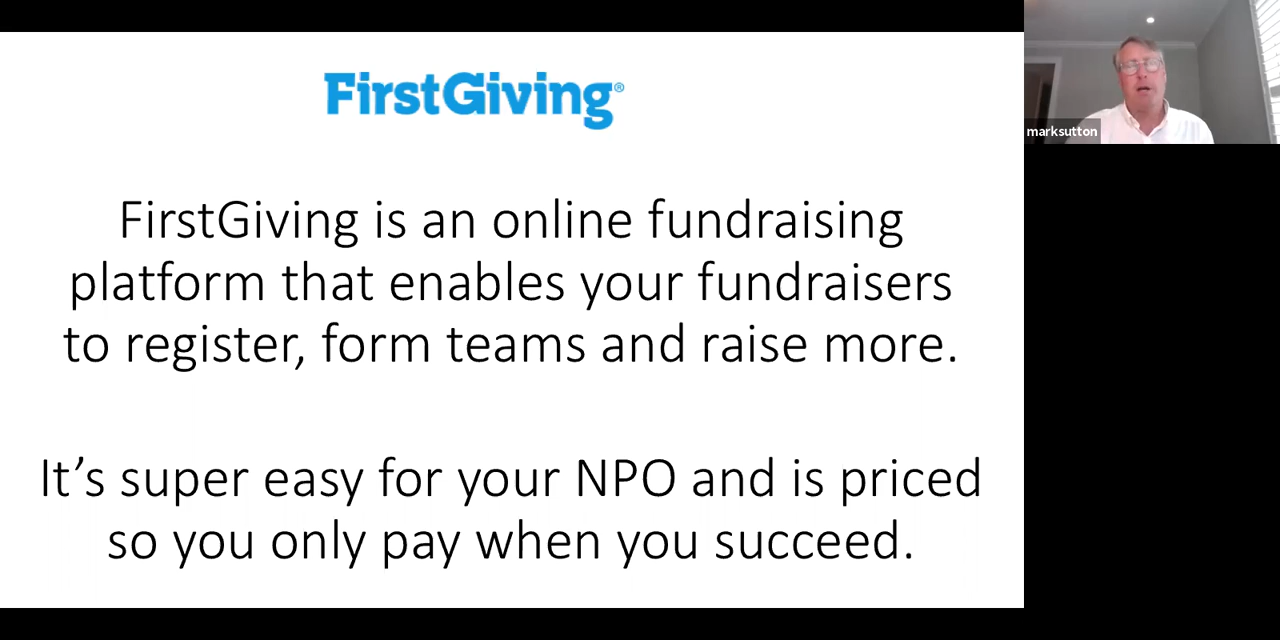 FirstGiving®
marksutton
FirstGiving is an online fundraising
platform that enables your fundraisers
to register, form teams and raise more.
It’s super easy for your NPO and is priced
so you only pay when you succeed.